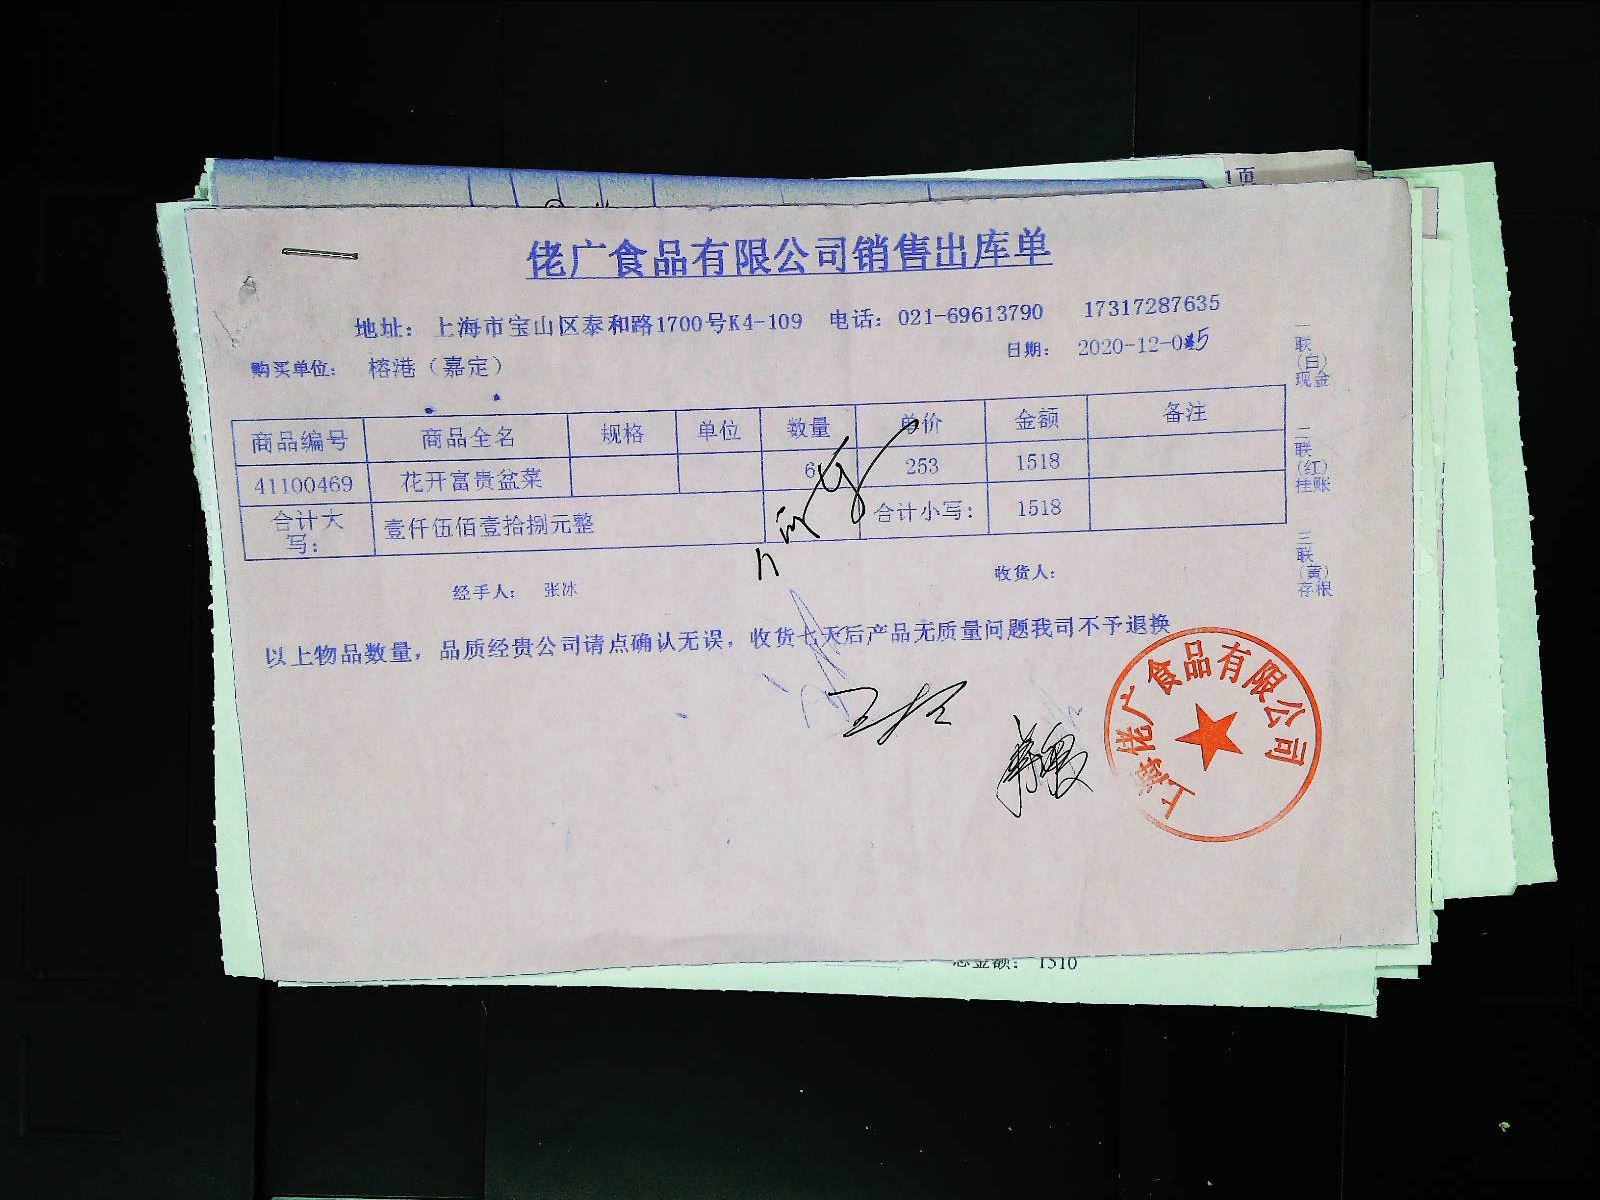 1页
佬广食品有限公司销售出库单
地址： 上海市宝山区泰和路1700号K4-109 电话：021-69613790 17317287635
购买单位： 榕港（嘉定） 日期： 2020-12-05
商品编号 商品全名 规格 单位 数量 单价 金额 备注
41100469 花开富贵盆菜 6 253 1518
合计大写： 壹仟伍佰壹拾捌元整 合计小写： 1518
经手人： 张冰 收货人：
以上物品数量，品质经贵公司请点确认无误，收货七天后产品无质量问题我司不予退换
一联（白）现金
二联（红）挂账
三联（黄）存根
上海佬广食品有限公司
总金额： 1510